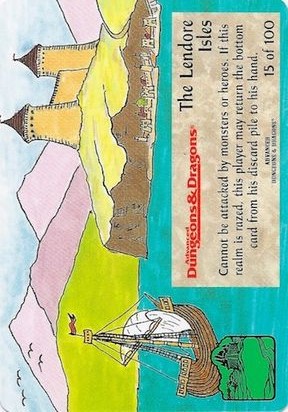 Advanced
Dungeons & Dragons®
The Lendore
Isles
Cannot be attacked by monsters or heroes. If this
realm is razed, this player may return the bottom
card from his discard pile to his hand.
ADVANCED
DUNGEONS & DRAGONS®
15 of 100